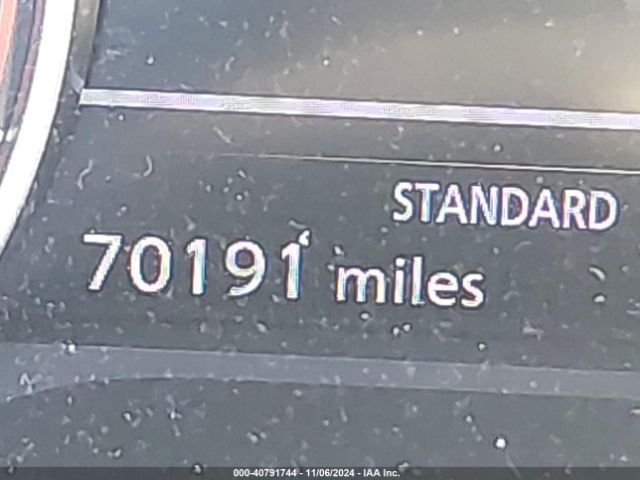 STANDARD
70191 miles
000-40791744 - 11/06/2024 - IAA Inc.